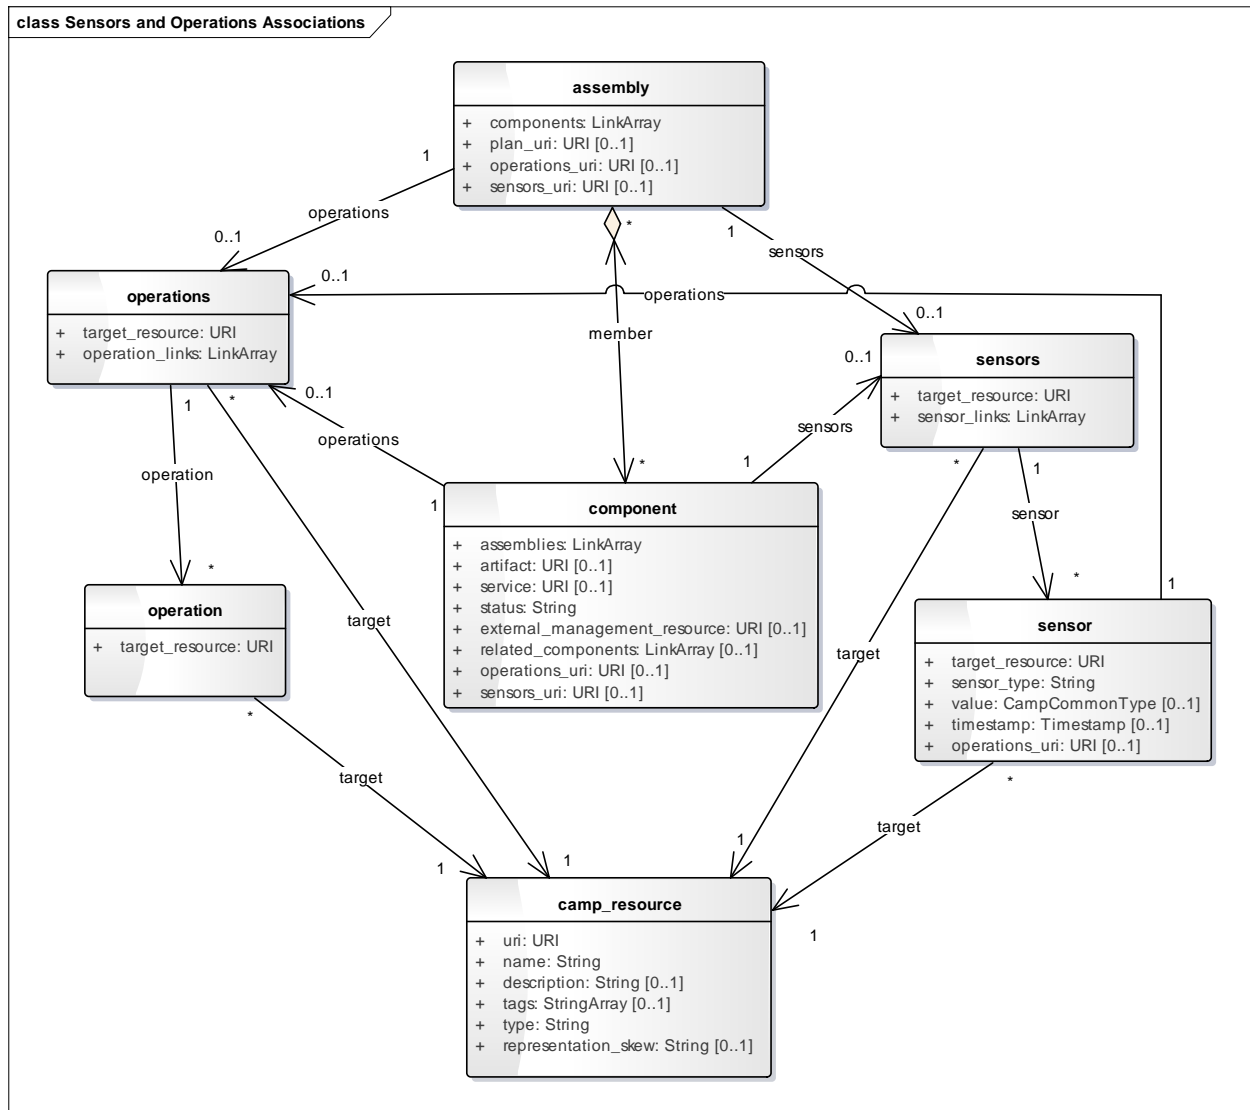 class Sensors and Operations Associations
assembly
+ components: LinkArray
+ plan_uri: URI [0..1]
+ operations_uri: URI [0..1]
+ sensors_uri: URI [0..1]
1
operations
0..1
*
1
sensors
0..1
operations
+ target_resource: URI
+ operation_links: LinkArray
0..1
operations
member
sensors
+ target_resource: URI
+ sensor_links: LinkArray
0..1
sensors
1
0..1
operations
1
*
component
+ assemblies: LinkArray
+ artifact: URI [0..1]
+ service: URI [0..1]
+ status: String
+ external_management_resource: URI [0..1]
+ related_components: LinkArray [0..1]
+ operations_uri: URI [0..1]
+ sensors_uri: URI [0..1]
1
*
operation
*
target
*
1
sensor
*
1
operation
+ target_resource: URI
sensor
+ target_resource: URI
+ sensor_type: String
+ value: CampCommonType [0..1]
+ timestamp: Timestamp [0..1]
+ operations_uri: URI [0..1]
target
*
target
*
target
1
1
1
1
camp_resource
+ uri: URI
+ name: String
+ description: String [0..1]
+ tags: StringArray [0..1]
+ type: String
+ representation_skew: String [0..1]